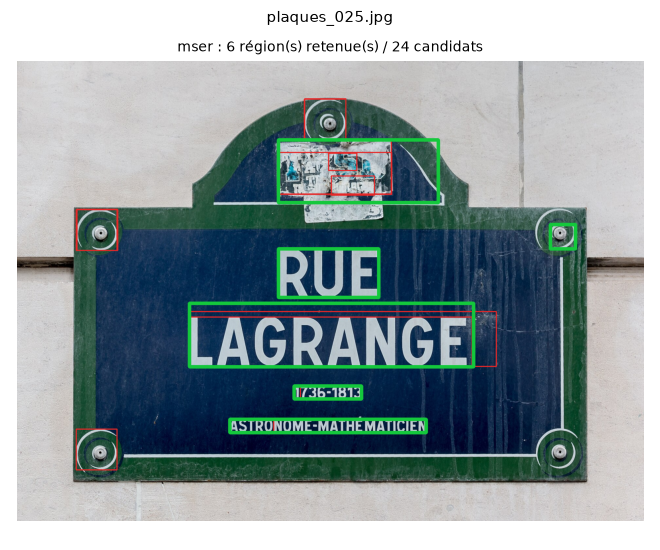 plaques_025.jpg
mser : 6 région(s) retenue(s) / 24 candidats
RUE
LAGRANGE
1736-1813
ASTRONOME-MATHÉMATICIEN